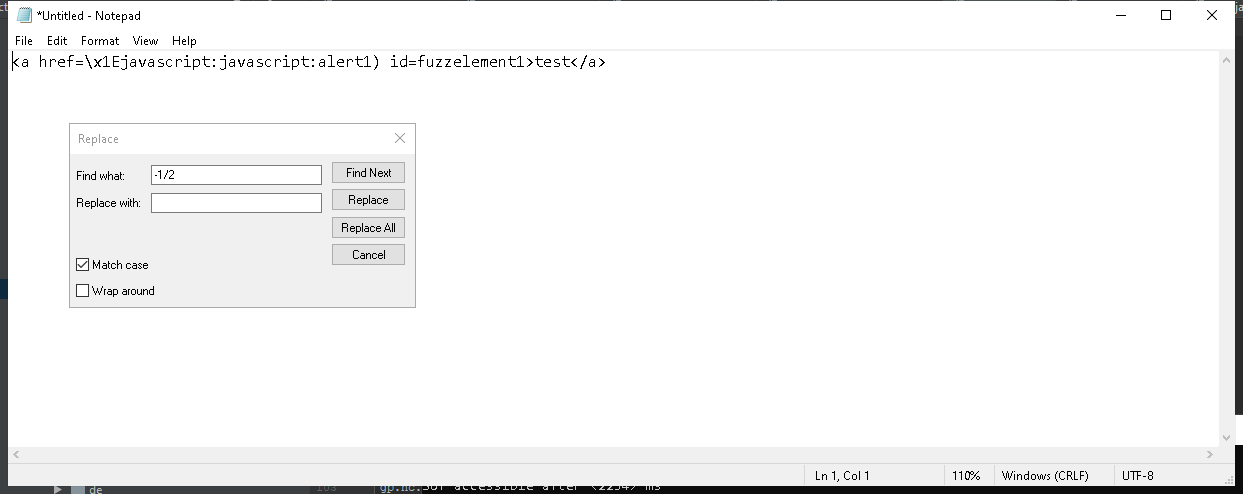 *Untitled - Notepad
File Edit Format View Help
<a href=\x1Ejavascript:javascript:alert1) id=fuzzelement1>test</a>
Replace
Find what: -1/2 Find Next
Replace with: Replace
Replace All
Cancel
Match case
Wrap around
Ln 1, Col 1 110% Windows (CRLF) UTF-8
de